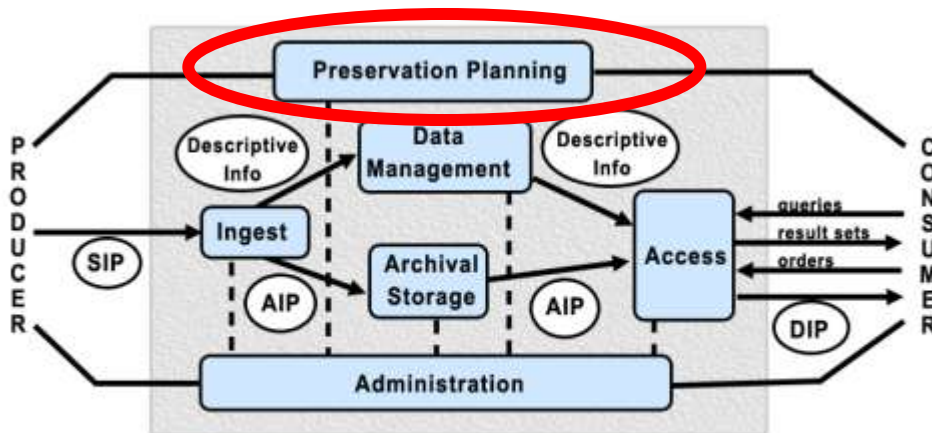 Preservation Planning
PRODUCER
Descriptive
Info
Data
Management
Descriptive
Info
CONSUMER
queries
result sets
orders
Ingest
SIP
Access
Archival
Storage
AIP
AIP
DIP
Administration